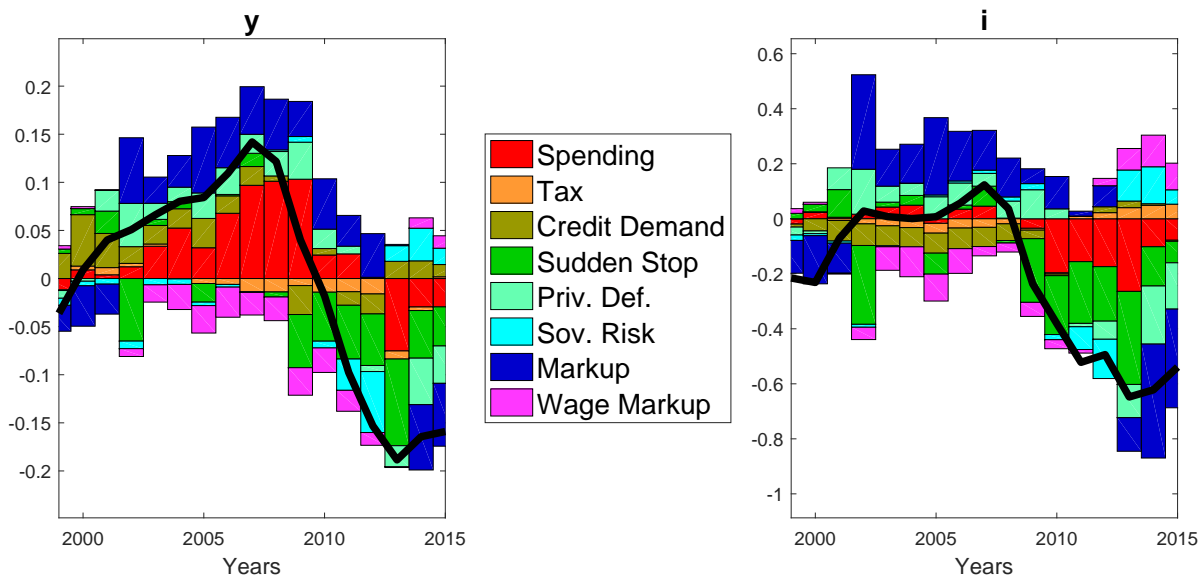 y
0.2
0.15
0.1
0.05
0
-0.05
-0.1
-0.15
-0.2
2000
2005
2010
2015
Years
Spending
Tax
Credit Demand
Sudden Stop
Priv. Def.
Sov. Risk
Markup
Wage Markup
i
0.6
0.4
0.2
0
-0.2
-0.4
-0.6
-0.8
-1
2000
2005
2010
2015
Years